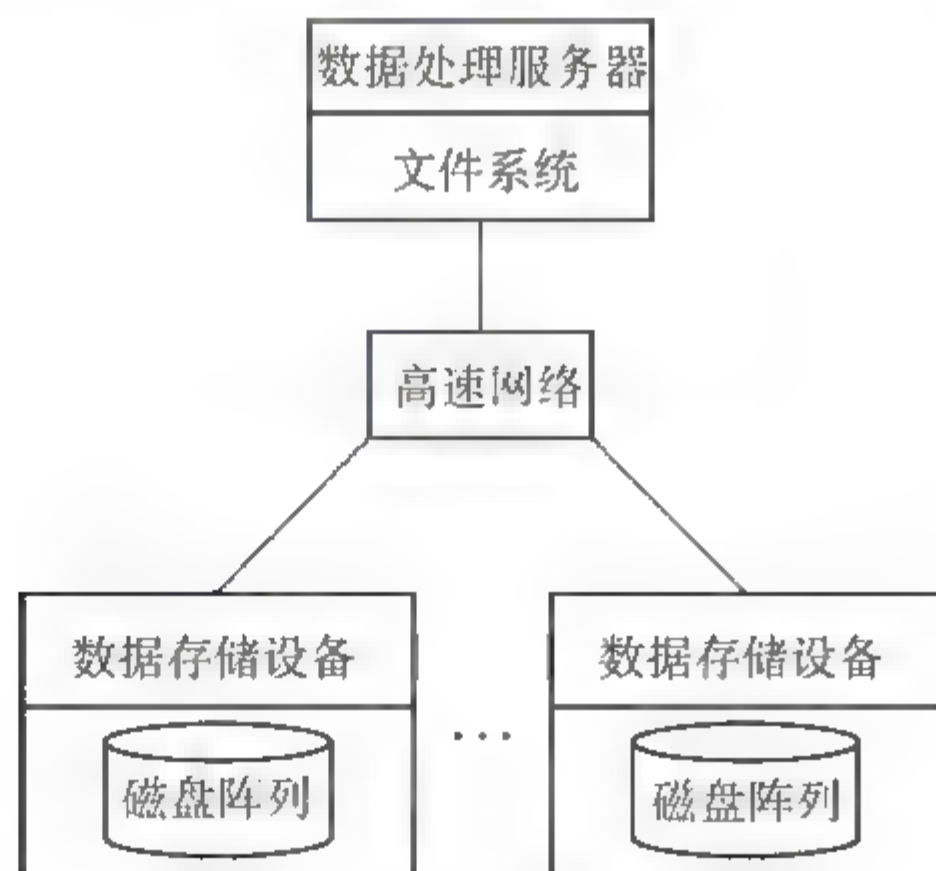 数据处理服务器
文件系统
高速网络
数据存储设备
数据存储设备
...
磁盘阵列
磁盘阵列